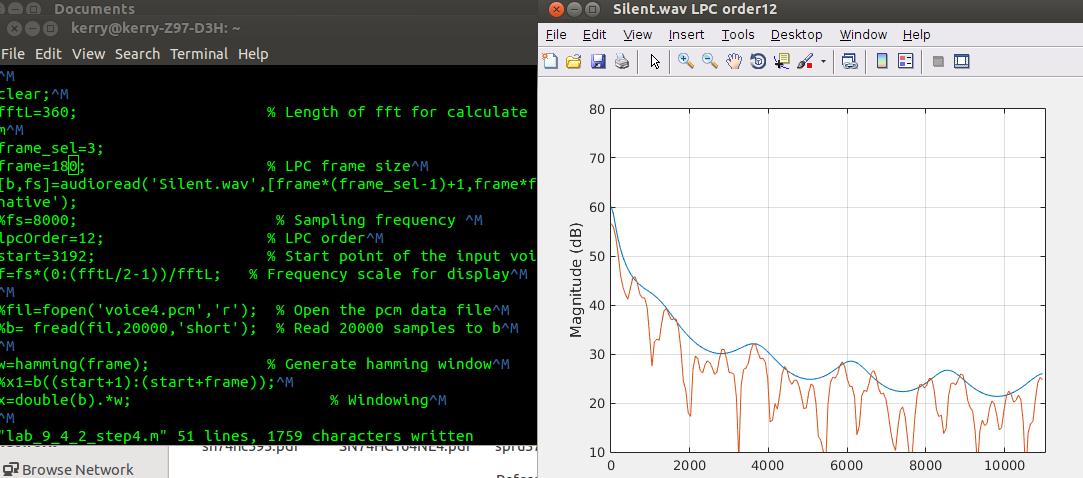 Documents
kerry@kerry-Z97-D3H: ~
File Edit View Search Terminal Help
^M
clear;^M
fftL=360; % Length of fft for calculate
m^M
frame_sel=3;
frame=180; % LPC frame size^M
[b,fs]=audioread('Silent.wav',[frame*(frame_sel-1)+1,frame*f
native');
%fs=8000; % Sampling frequency ^M
lpcOrder=12; % LPC order^M
start=3192; % Start point of the input voi
f=fs*(0:(fftL/2-1))/fftL; % Frequency scale for display^M
^M
%fil=fopen('voice4.pcm','r'); % Open the pcm data file^M
%b= fread(fil,20000,'short'); % Read 20000 samples to b^M
^M
w=hamming(frame); % Generate hamming window^M
%x1=b((start+1):(start+frame));^M
x=double(b).*w; % Windowing^M
^M
"lab_9_4_2_step4.m" 51 lines, 1759 characters written
Browse Network
Silent.wav LPC order12
File Edit View Insert Tools Desktop Window Help
80
70
60
50
40
30
20
10
Magnitude (dB)
0 2000 4000 6000 8000 10000